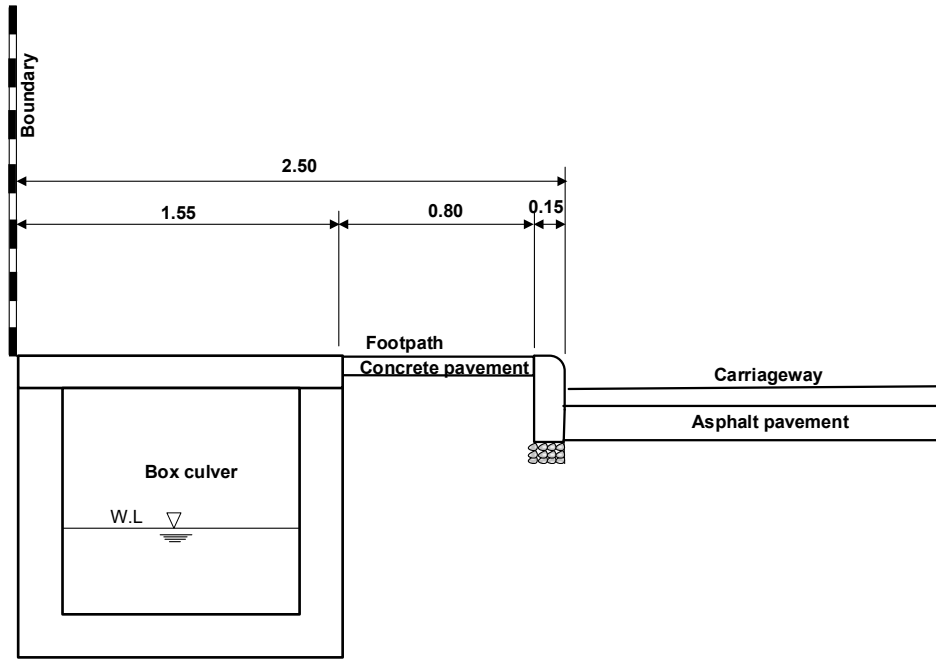 Boundary
2.50
1.55
0.80
0.15
Footpath
Concrete pavement
Carriageway
Asphalt pavement
Box culver
W.L